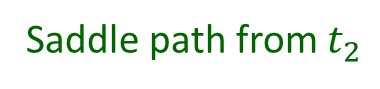 Saddle path from t₂